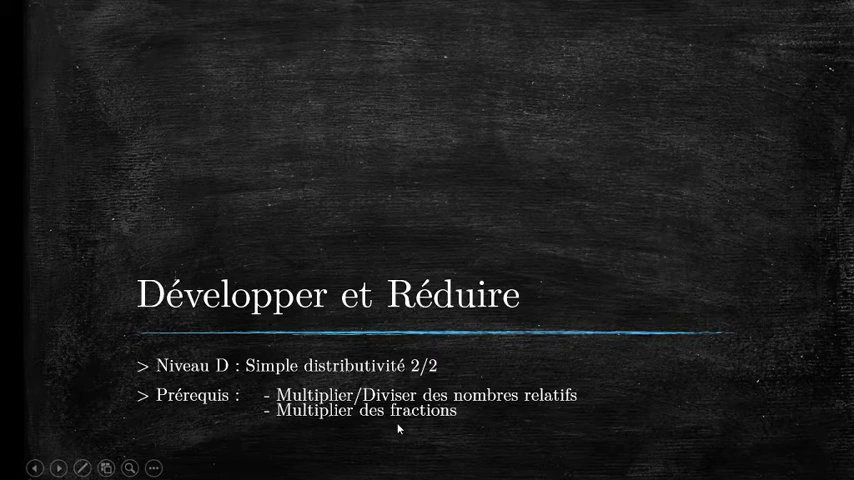 Développer et Réduire
> Niveau D : Simple distributivité 2/2
> Prérequis : - Multiplier/Diviser des nombres relatifs
- Multiplier des fractions